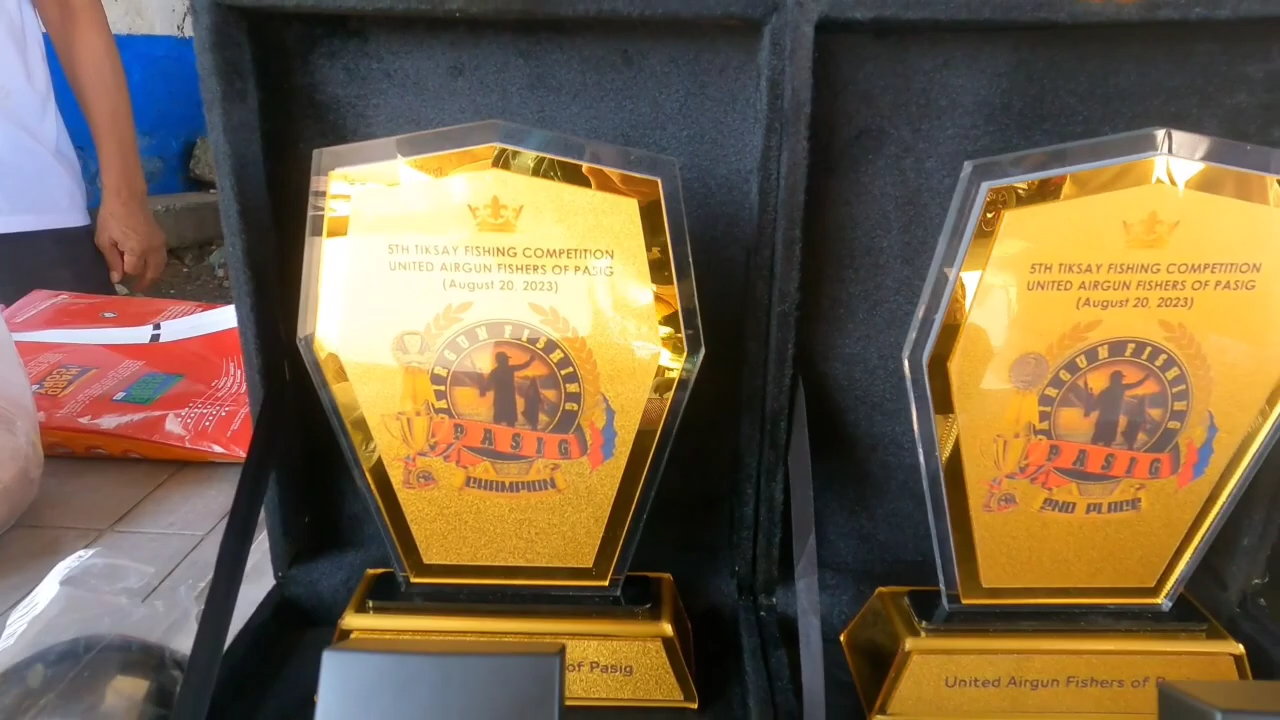 5TH TIKSAY FISHING COMPETITION
UNITED AIRGUN FISHERS OF PASIG
(August 20, 2023)
AIRGUN FISHING
PASIG
CHAMPION
of Pasig
5TH TIKSAY FISHING COMPETITION
UNITED AIRGUN FISHERS OF PASIG
(August 20, 2023)
AIRGUN FISHING
PASIG
2ND PLACE
United Airgun Fishers of